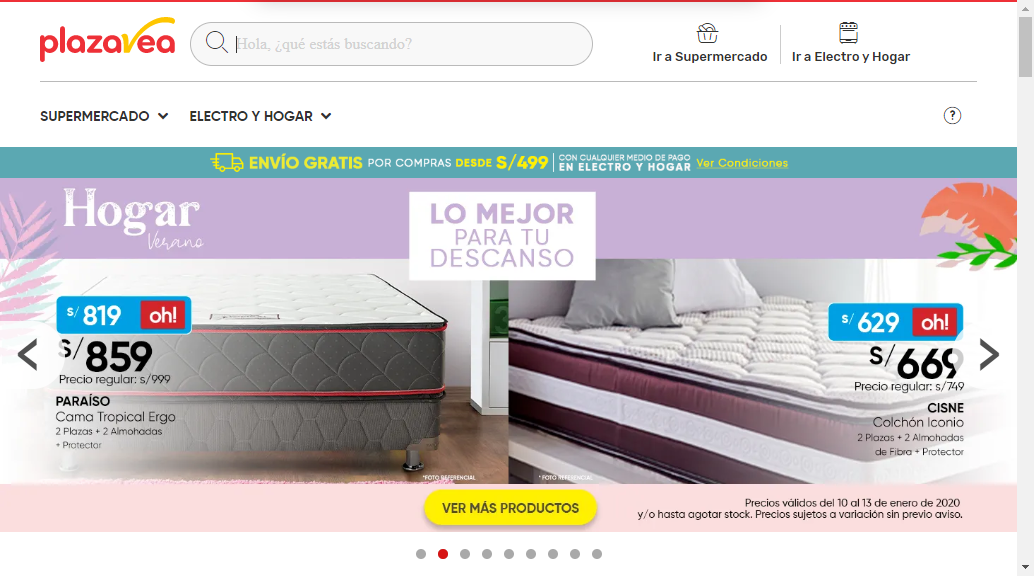 plazavea
Hola, ¿qué estás buscando?
Ir a Supermercado
Ir a Electro y Hogar
SUPERMERCADO
ELECTRO Y HOGAR
?
ENVÍO GRATIS POR COMPRAS DESDE S/499
CON CUALQUIER MEDIO DE PAGO
EN ELECTRO Y HOGAR
Ver Condiciones
Hogar
Verano
LO MEJOR
PARA TU
DESCANSO
S/ 819 oh!
S/859
Precio regular: s/999
PARAÍSO
Cama Tropical Ergo
2 Plazas + 2 Almohadas
+ Protector
*FOTO REFERENCIAL
S/ 629 oh!
S/669
Precio regular: s/749
CISNE
Colchón Iconio
2 Plazas + 2 Almohadas
de Fibra + Protector
*FOTO REFERENCIAL
VER MÁS PRODUCTOS
Precios válidos del 10 al 13 de enero de 2020
y/o hasta agotar stock. Precios sujetos a variación sin previo aviso.